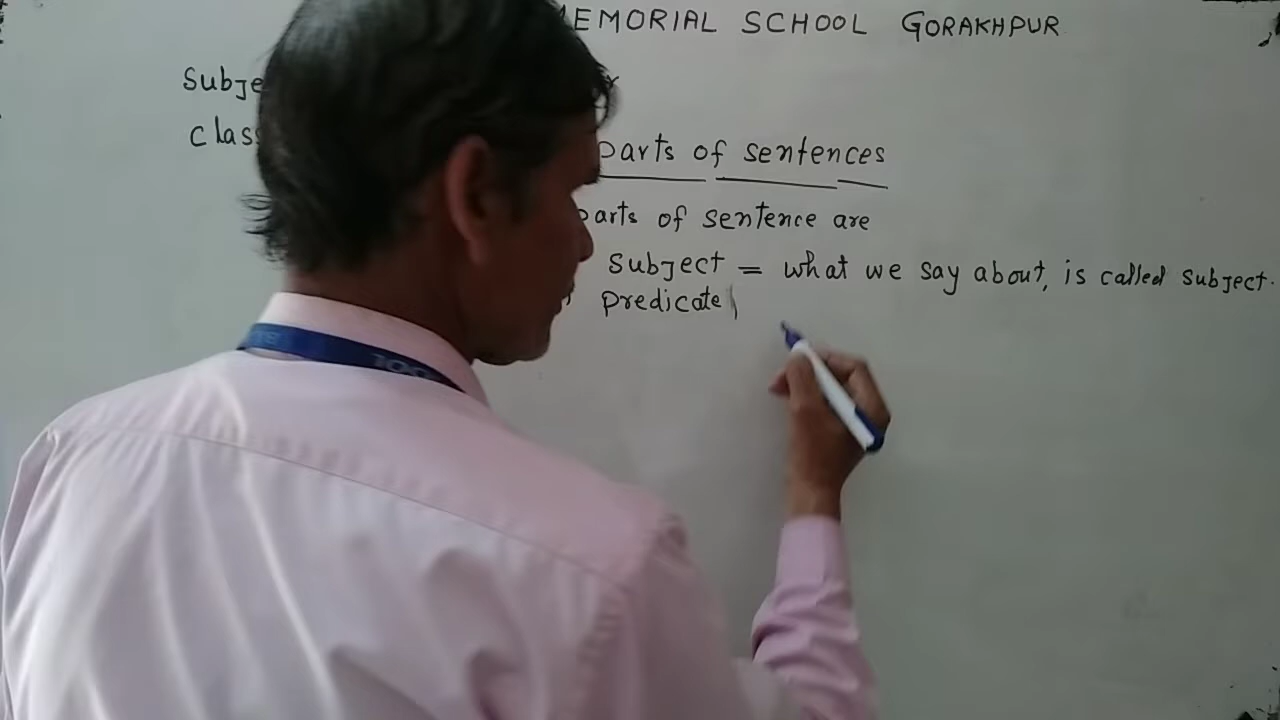 EMORIAL SCHOOL GORAKHPUR
Subje
class
parts of sentences
parts of sentence are
Subject = what we say about, is called subject.
predicate